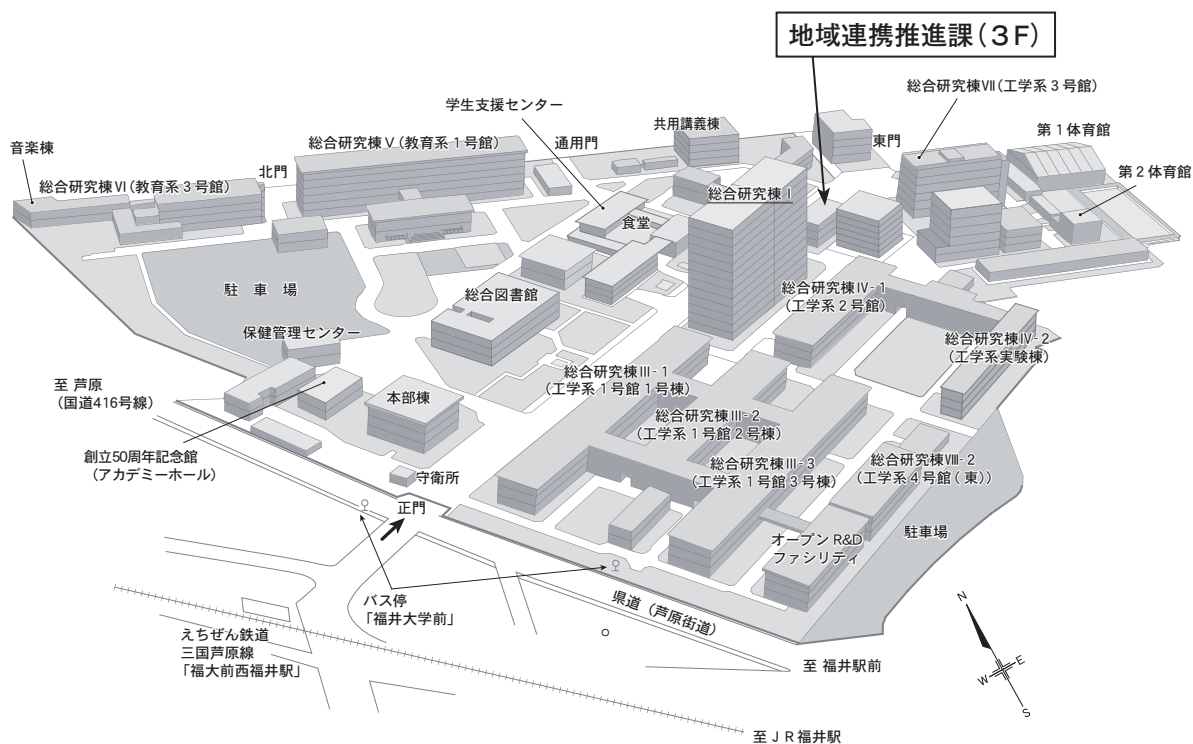 地域連携推進課(３F)
総合研究棟Ⅶ(工学系３号館)
学生支援センター
共用講義棟
東門
第１体育館
音楽棟
総合研究棟Ⅴ(教育系１号館)
通用門
北門
総合研究棟Ⅵ(教育系３号館)
第２体育館
総合研究棟Ⅰ
食堂
駐　車　場
総合図書館
総合研究棟Ⅳ-1
(工学系２号館)
保健管理センター
総合研究棟Ⅳ-2
(工学系実験棟)
総合研究棟Ⅲ-1
(工学系１号館１号棟)
至 芦原
(国道416号線)
本部棟
総合研究棟Ⅲ-2
(工学系１号館２号棟)
創立50周年記念館
(アカデミーホール)
総合研究棟Ⅲ-3
(工学系１号館３号棟)
総合研究棟Ⅷ-2
(工学系４号館(東))
守衛所
正門
オープン R&D
ファシリティ
駐車場
バス停
「福井大学前」
県道（芦原街道）
えちぜん鉄道
三国芦原線
「福大前西福井駅」
至 福井駅前
至ＪＲ福井駅
N
E
W
S